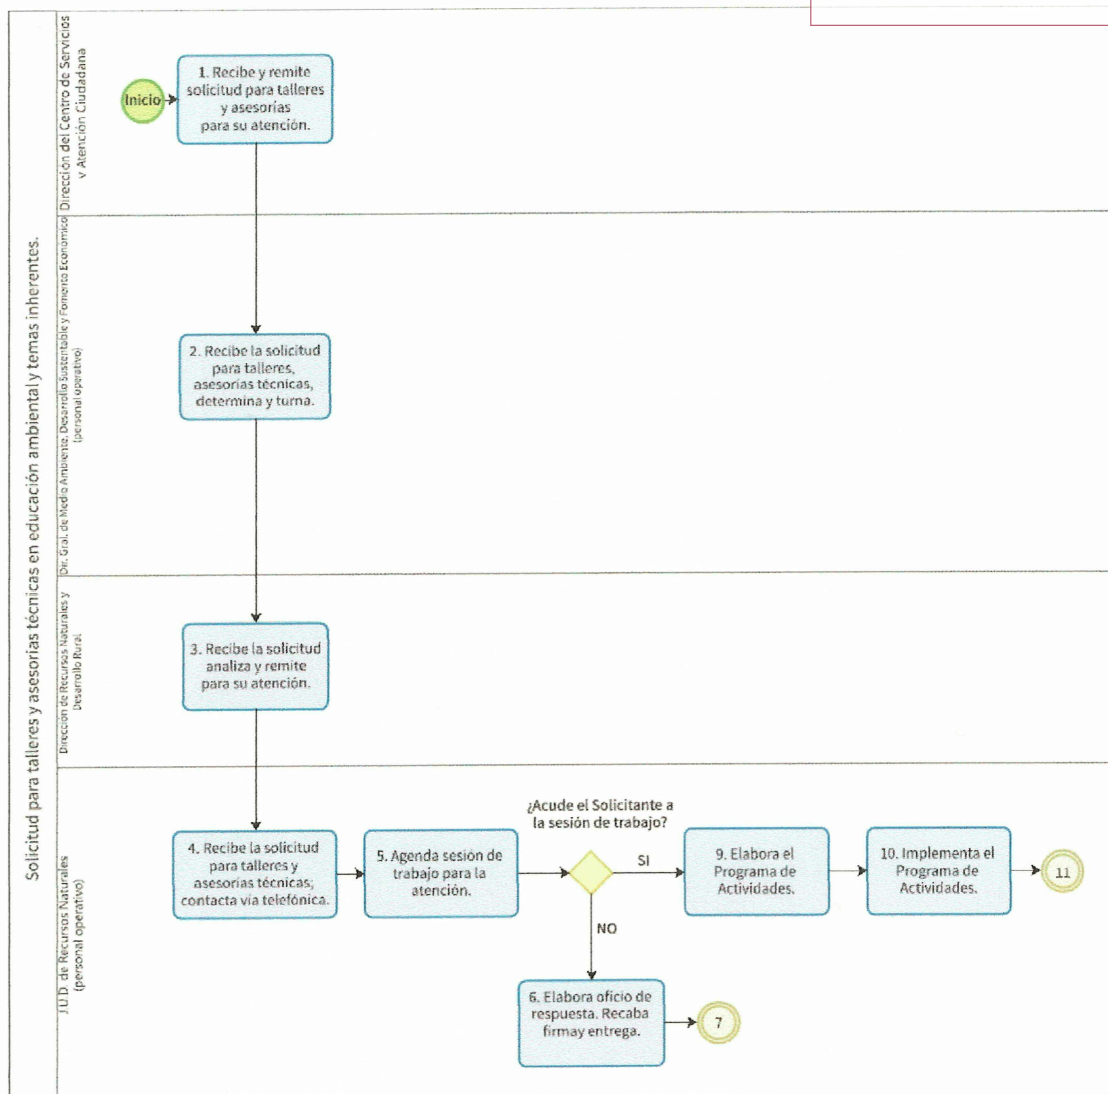 Solicitud para talleres y asesorías técnicas en educación ambiental y temas inherentes.
Dirección del Centro de Servicios
y Atención Ciudadana
Inicio
1. Recibe y remite
solicitud para talleres
y asesorías
para su atención.
Dir. Gral. de Medio Ambiente, Desarrollo Sustentable y Fomento Económico
(personal operativo)
2. Recibe la solicitud
para talleres,
asesorías técnicas,
determina y turna.
Dirección de Recursos Naturales y
Desarrollo Rural
3. Recibe la solicitud
analiza y remite
para su atención.
J.U.D. de Recursos Naturales
(personal operativo)
4. Recibe la solicitud
para talleres y
asesorías técnicas;
contacta vía telefónica.
5. Agenda sesión de
trabajo para la
atención.
¿Acude el Solicitante a
la sesión de trabajo?
SI
9. Elabora el
Programa de
Actividades.
10. Implementa el
Programa de
Actividades.
11
NO
6. Elabora oficio de
respuesta. Recaba
firmay entrega.
7